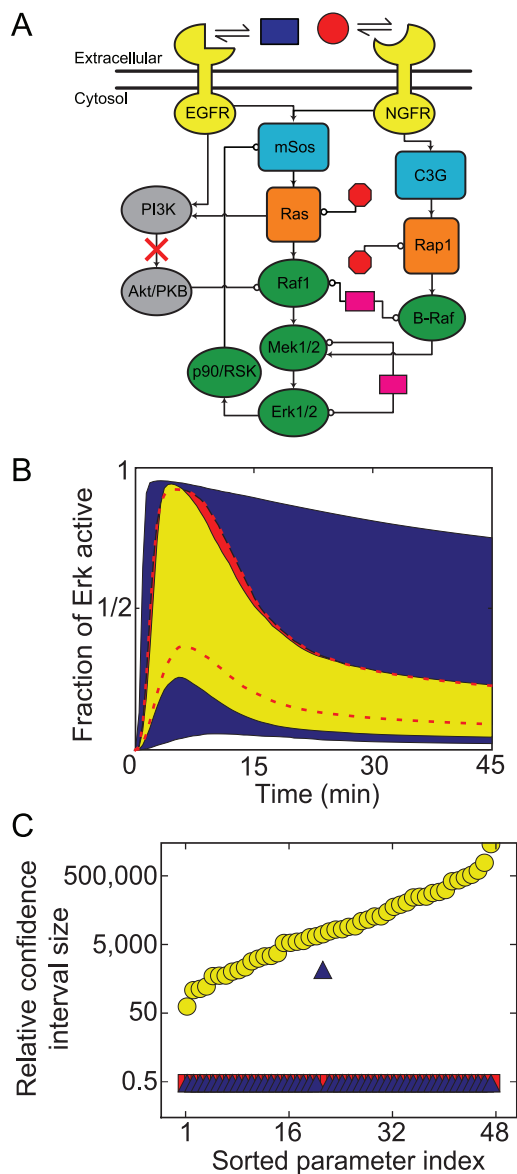 A
Extracellular
Cytosol
EGFR
NGFR
mSos
C3G
PI3K
Ras
Rap1
Akt/PKB
Raf1
B-Raf
Mek1/2
p90/RSK
Erk1/2
B
1
1/2
Fraction of Erk active
0 15 30 45
Time (min)
C
500,000
5,000
50
0.5
Relative confidence
interval size
1 16 32 48
Sorted parameter index